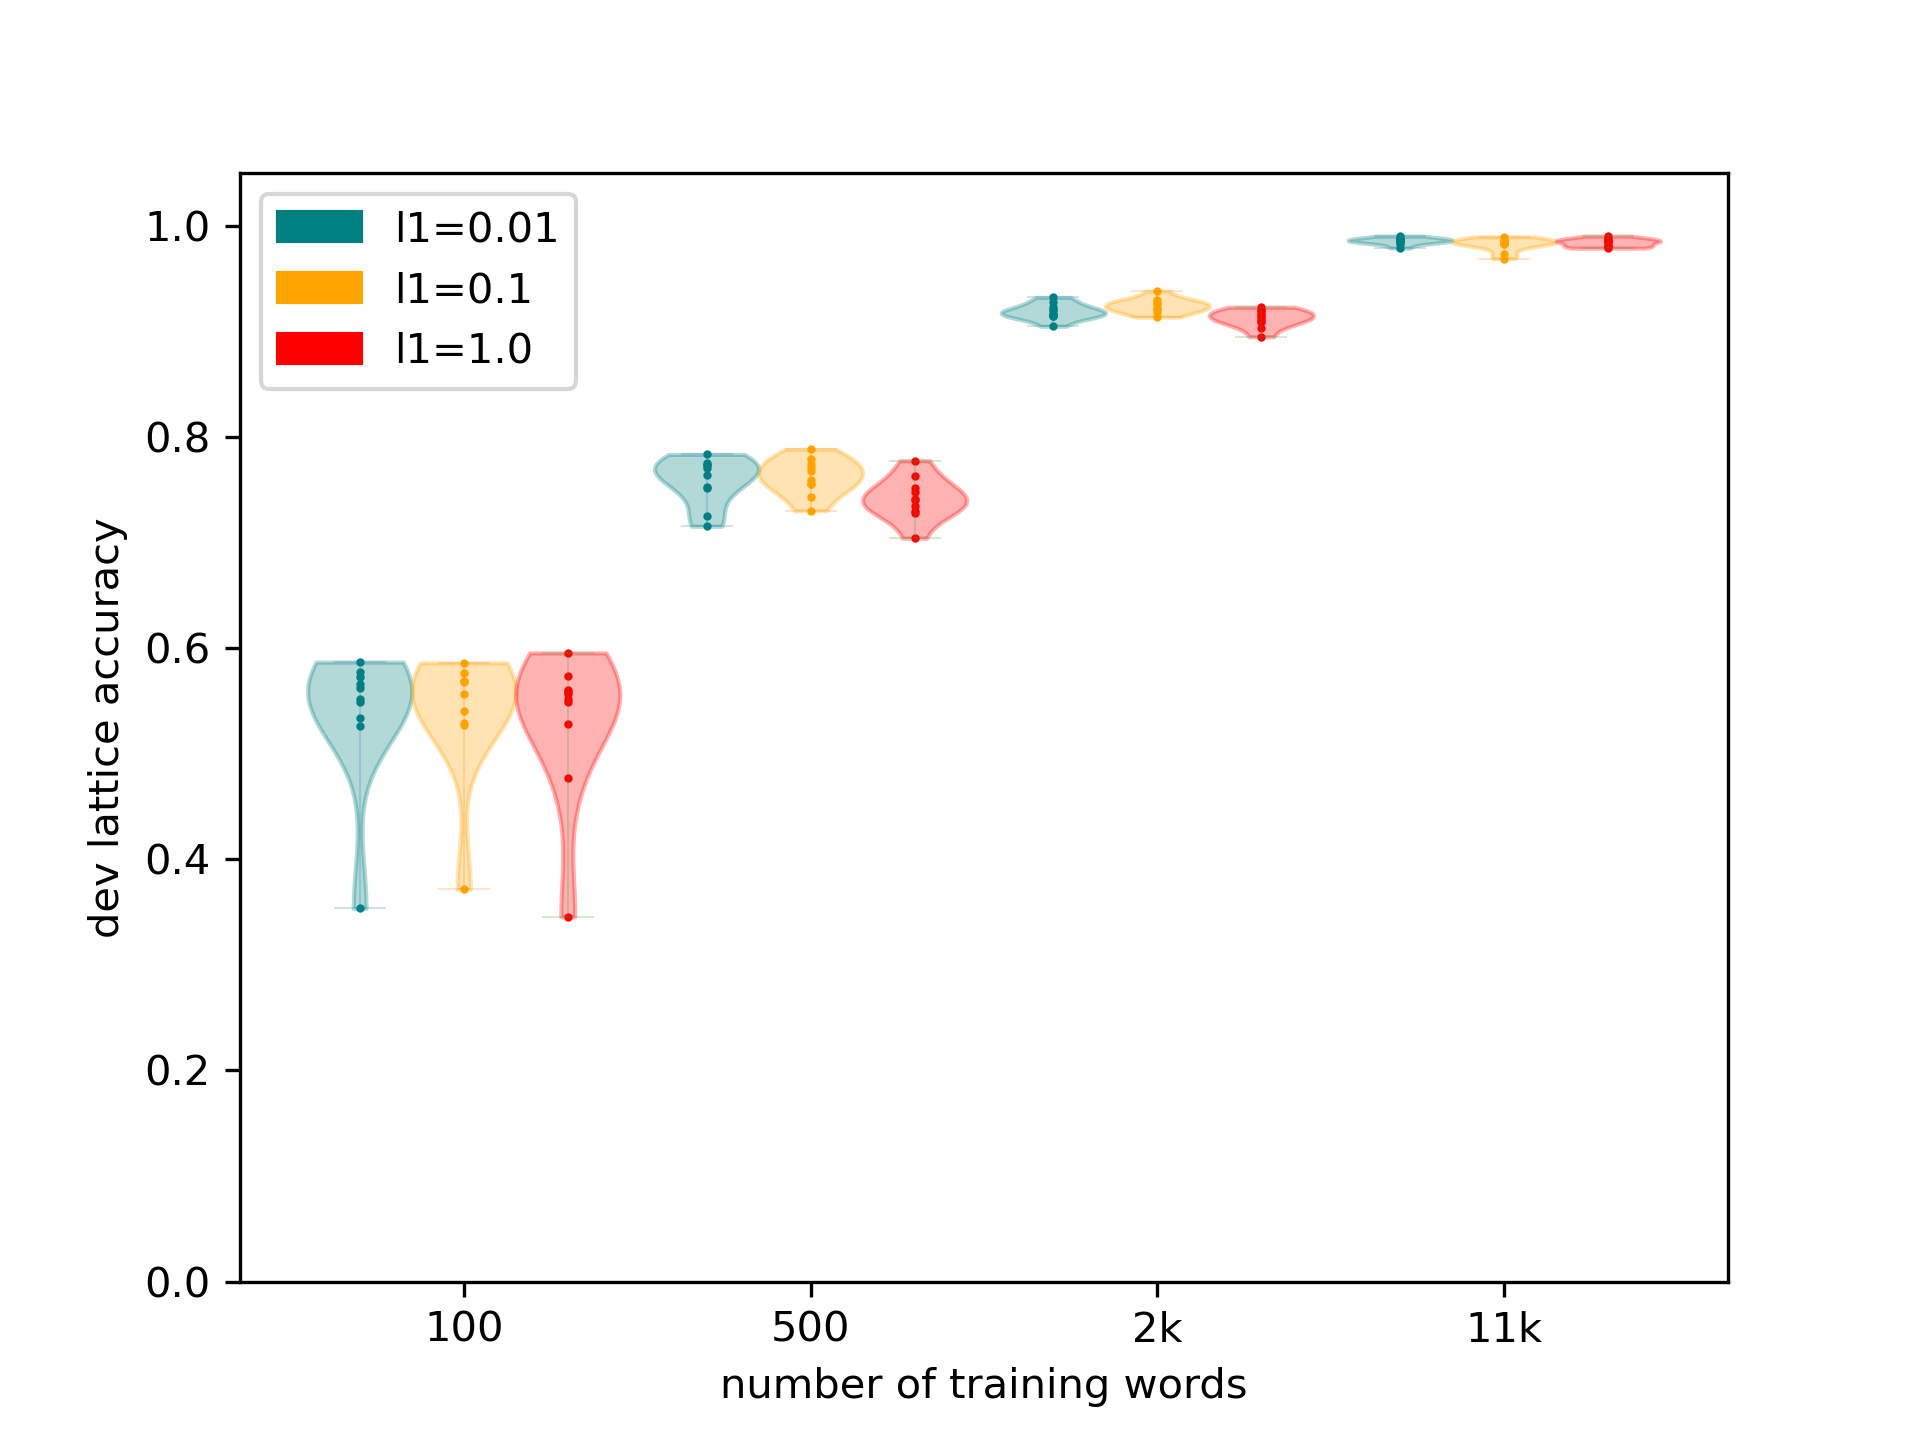 l1=0.01
l1=0.1
l1=1.0
1.0
0.8
0.6
0.4
0.2
0.0
dev lattice accuracy
100 500 2k 11k
number of training words